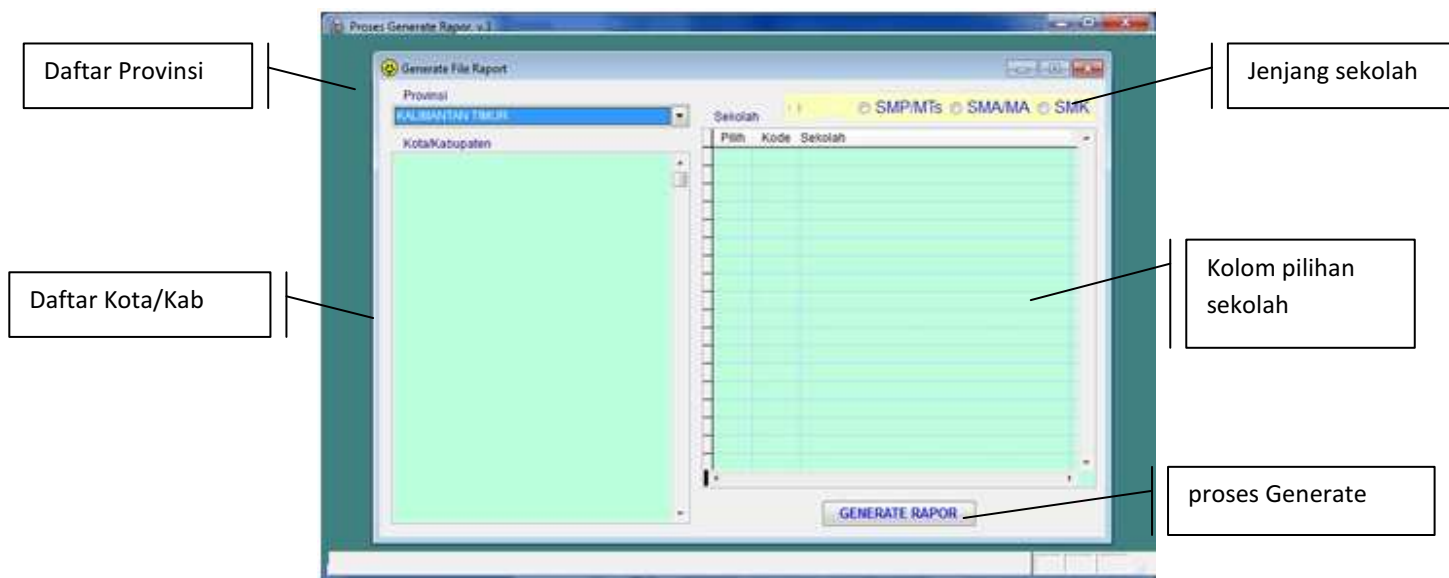 Proses Generate Rapor. v.1
Daftar Provinsi
Generate File Raport
Jenjang sekolah
Provinsi
KALIMANTAN TIMUR
Sekolah
SMP/MTs SMA/MA SMK
Kota/Kabupaten
Pilih Kode Sekolah
Daftar Kota/Kab
Kolom pilihan
sekolah
proses Generate
GENERATE RAPOR